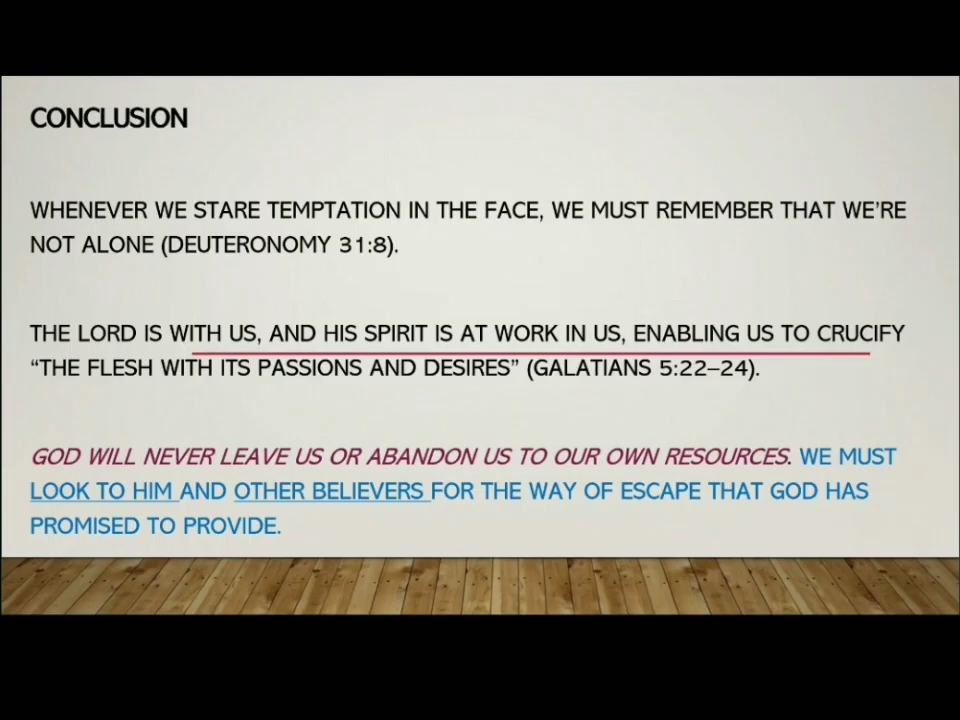 CONCLUSION
WHENEVER WE STARE TEMPTATION IN THE FACE, WE MUST REMEMBER THAT WE'RE
NOT ALONE (DEUTERONOMY 31:8).
THE LORD IS WITH US, AND HIS SPIRIT IS AT WORK IN US, ENABLING US TO CRUCIFY
“THE FLESH WITH ITS PASSIONS AND DESIRES” (GALATIANS 5:22–24).
GOD WILL NEVER LEAVE US OR ABANDON US TO OUR OWN RESOURCES. WE MUST
LOOK TO HIM AND OTHER BELIEVERS FOR THE WAY OF ESCAPE THAT GOD HAS
PROMISED TO PROVIDE.